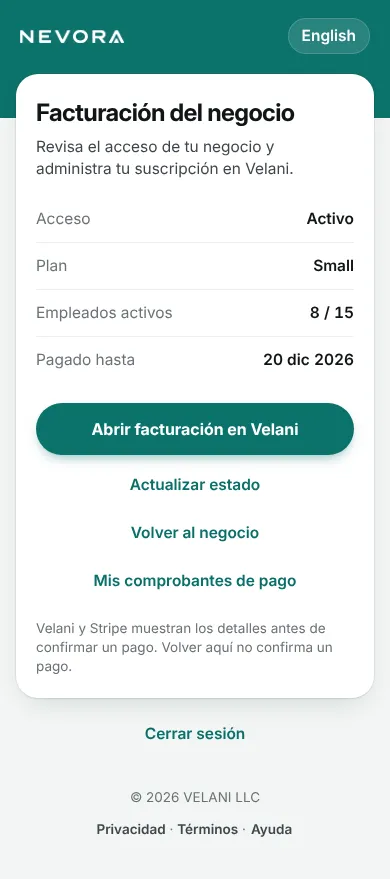 NEVORA
English
Facturación del negocio
Revisa el acceso de tu negocio y
administra tu suscripción en Velani.
Acceso Activo
Plan Small
Empleados activos 8 / 15
Pagado hasta 20 dic 2026
Abrir facturación en Velani
Actualizar estado
Volver al negocio
Mis comprobantes de pago
Velani y Stripe muestran los detalles antes de
confirmar un pago. Volver aquí no confirma un
pago.
Cerrar sesión
© 2026 VELANI LLC
Privacidad · Términos · Ayuda